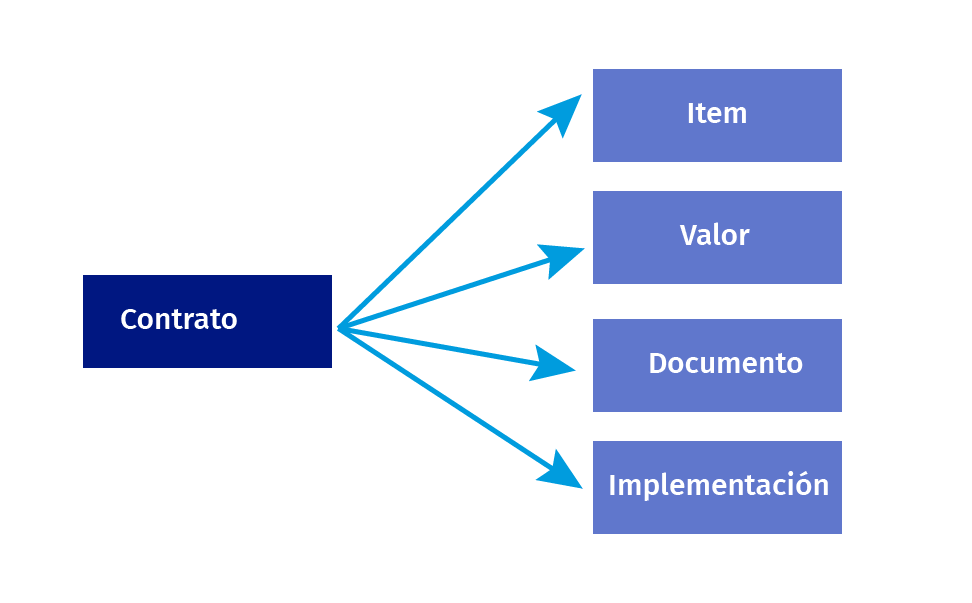 Contrato
Item
Valor
Documento
Implementación